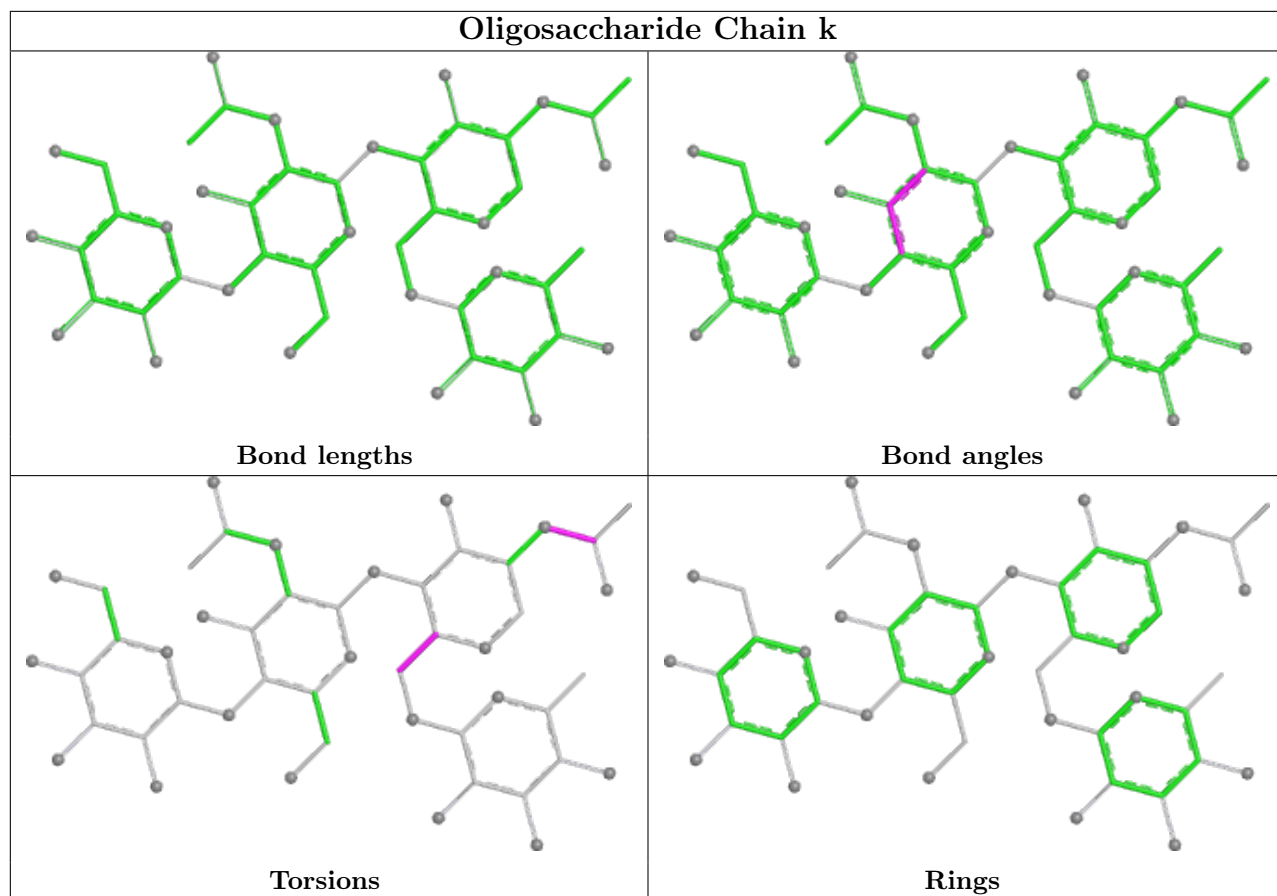 Oligosaccharide Chain k
Bond lengths
Bond angles
Torsions
Rings